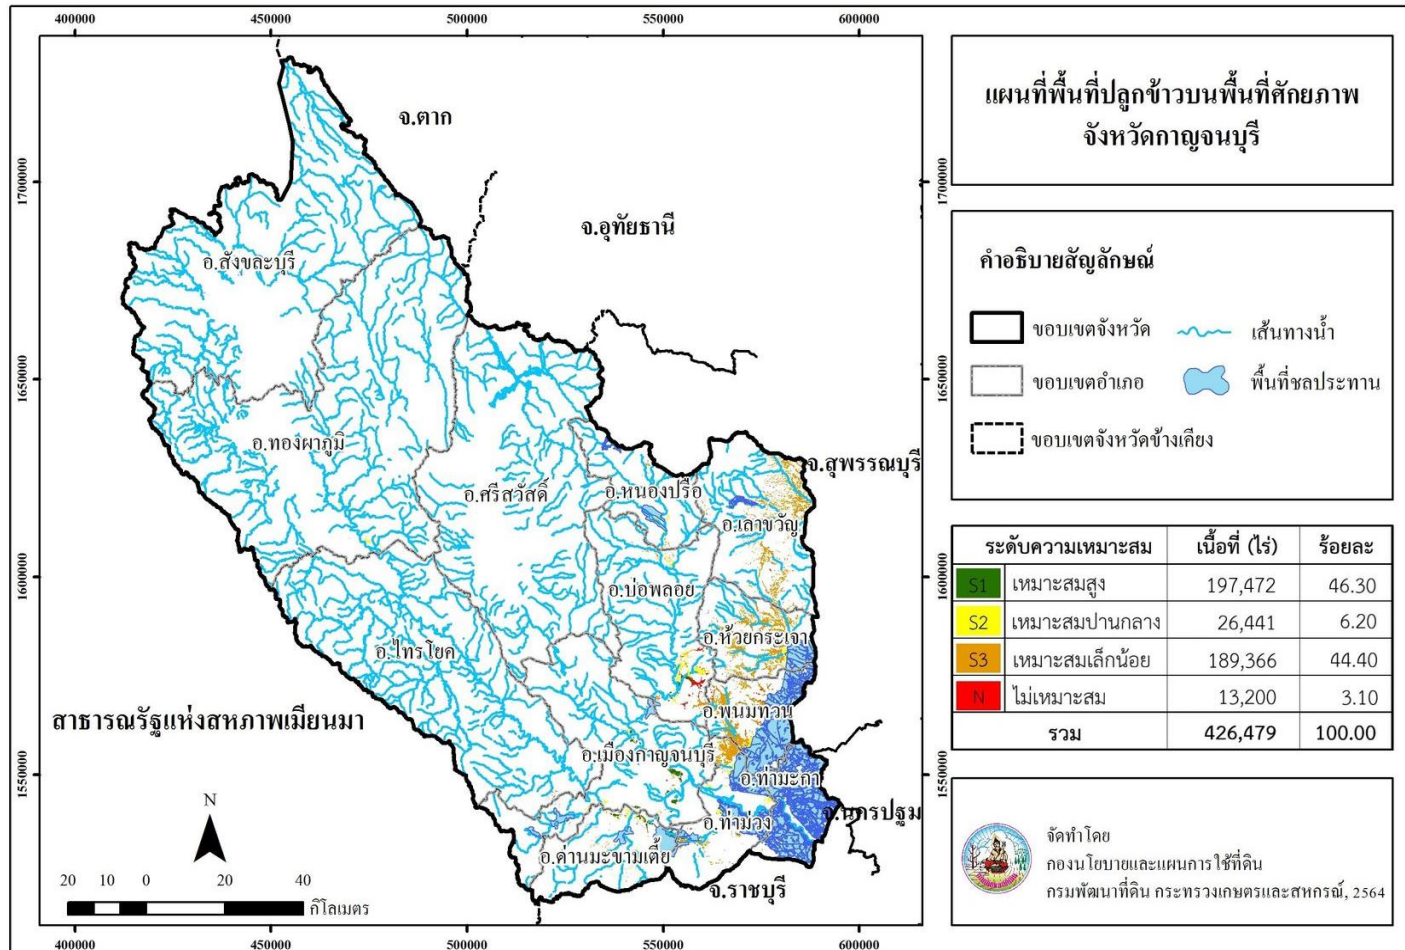 400000 450000 500000 550000 600000
แผนที่พื้นที่ปลูกข้าวบนพื้นที่ศักยภาพ
จังหวัดกาญจนบุรี
จ.ตาก
1700000 1700000
จ.อุทัยธานี
อ.สังขละบุรี
คำอธิบายสัญลักษณ์
ขอบเขตจังหวัด เส้นทางน้ำ
ขอบเขตอำเภอ พื้นที่ชลประทาน
ขอบเขตจังหวัดข้างเคียง
1650000 1650000
อ.ทองผาภูมิ
จ.สุพรรณบุรี
อ.ศรีสวัสดิ์
อ.หนองปรือ
อ.เลาขวัญ
1600000 1600000
อ.บ่อพลอย
อ.ห้วยกระเจา
อ.ไทรโยค
สาธารณรัฐแห่งสหภาพเมียนมา
อ.พนมทวน
อ.เมืองกาญจนบุรี
อ.ท่ามะกา
1550000 1550000
จ.นครปฐม
อ.ท่าม่วง
อ.ด่านมะขามเตี้ย
จ.ราชบุรี
ระดับความเหมาะสม เนื้อที่ (ไร่) ร้อยละ
S1 เหมาะสมสูง 197,472 46.30
S2 เหมาะสมปานกลาง 26,441 6.20
S3 เหมาะสมเล็กน้อย 189,366 44.40
N ไม่เหมาะสม 13,200 3.10
รวม 426,479 100.00
N
20 10 0 20 40
กิโลเมตร
จัดทำโดย
กองนโยบายและแผนการใช้ที่ดิน
กรมพัฒนาที่ดิน กระทรวงเกษตรและสหกรณ์, 2564
400000 450000 500000 550000 600000